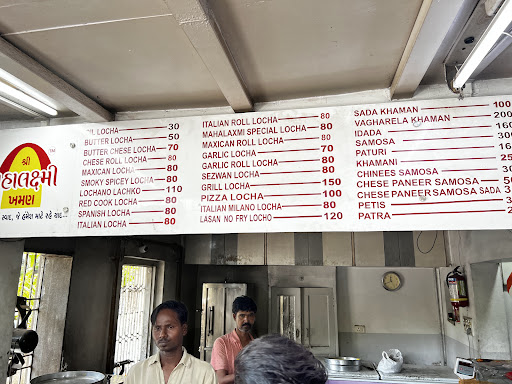 શ્રી
હાલક્ષ્મી
ખમણ
સ્વાદ, જે હંમેશા માટે રહે યાદ...
OIL LOCHA 30
BUTTER LOCHA 50
BUTTER CHESE LOCHA 70
CHESE ROLL LOCHA 80
MAXICAN LOCHA 80
SMOKY SPICEY LOCHA 80
LOCHANO LACHKO 110
RED COOK LOCHA 80
SPANISH LOCHA 80
ITALIAN LOCHA 80
ITALIAN ROLL LOCHA 80
MAHALAXMI SPECIAL LOCHA 80
MAXICAN ROLL LOCHA 80
GARLIC LOCHA 70
GARLIC ROLL LOCHA 80
SEZWAN LOCHA 80
GRILL LOCHA 150
PIZZA LOCHA 100
ITALIAN MILANO LOCHA 80
LASAN NO FRY LOCHO 120
SADA KHAMAN 100
VAGHARELA KHAMAN 200
IDADA 160
SAMOSA
PATURI
KHAMANI
CHINEES SAMOSA
CHESE PANEER SAMOSA
CHESE PANEER SAMOSA SADA
PETIS
PATRA